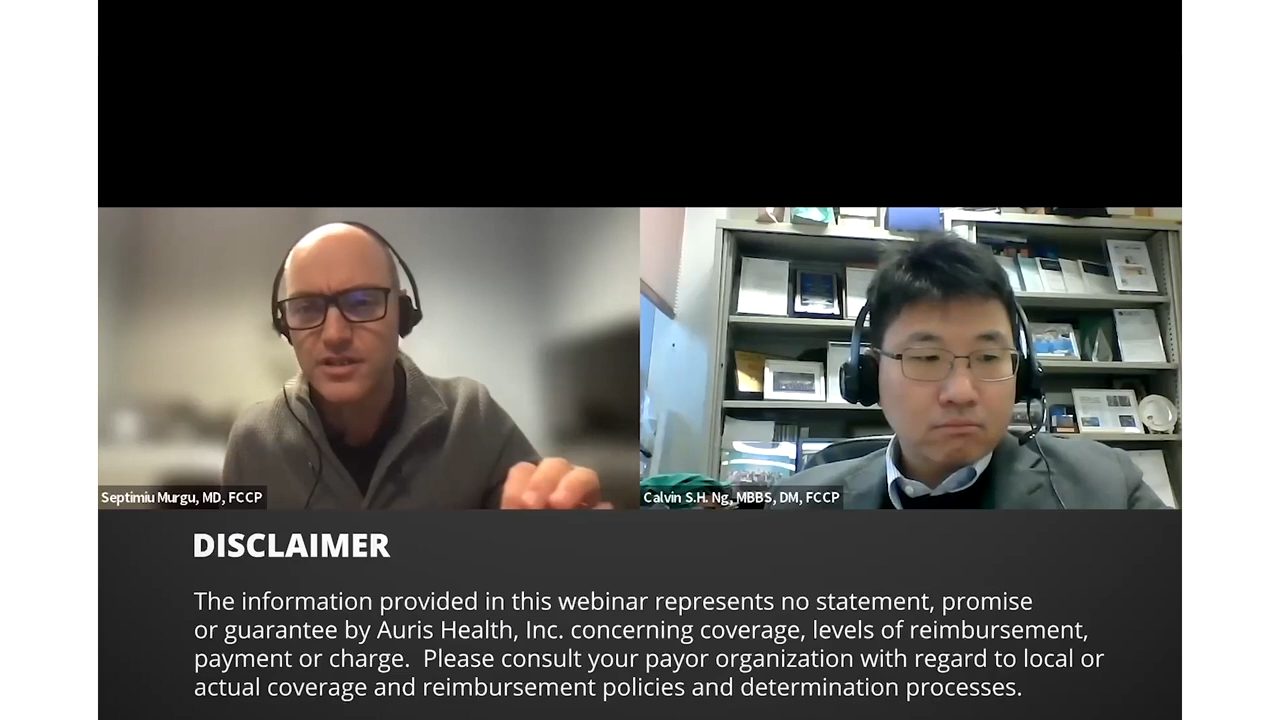 Septimiu Murgu, MD, FCCP
Calvin S.H. Ng, MBBS, DM, FCCP
DISCLAIMER
The information provided in this webinar represents no statement, promise
or guarantee by Auris Health, Inc. concerning coverage, levels of reimbursement,
payment or charge.  Please consult your payor organization with regard to local or
actual coverage and reimbursement policies and determination processes.